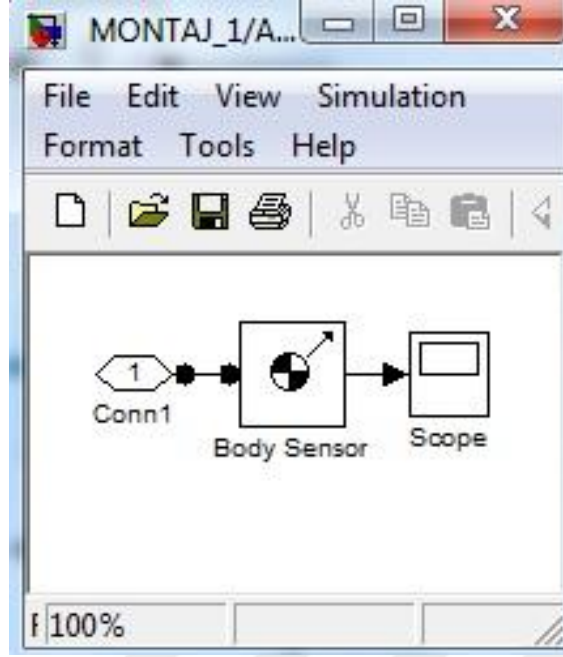 MONTAJ_1/A...
File Edit View Simulation
Format Tools Help
1
Conn1
Body Sensor
Scope
100%